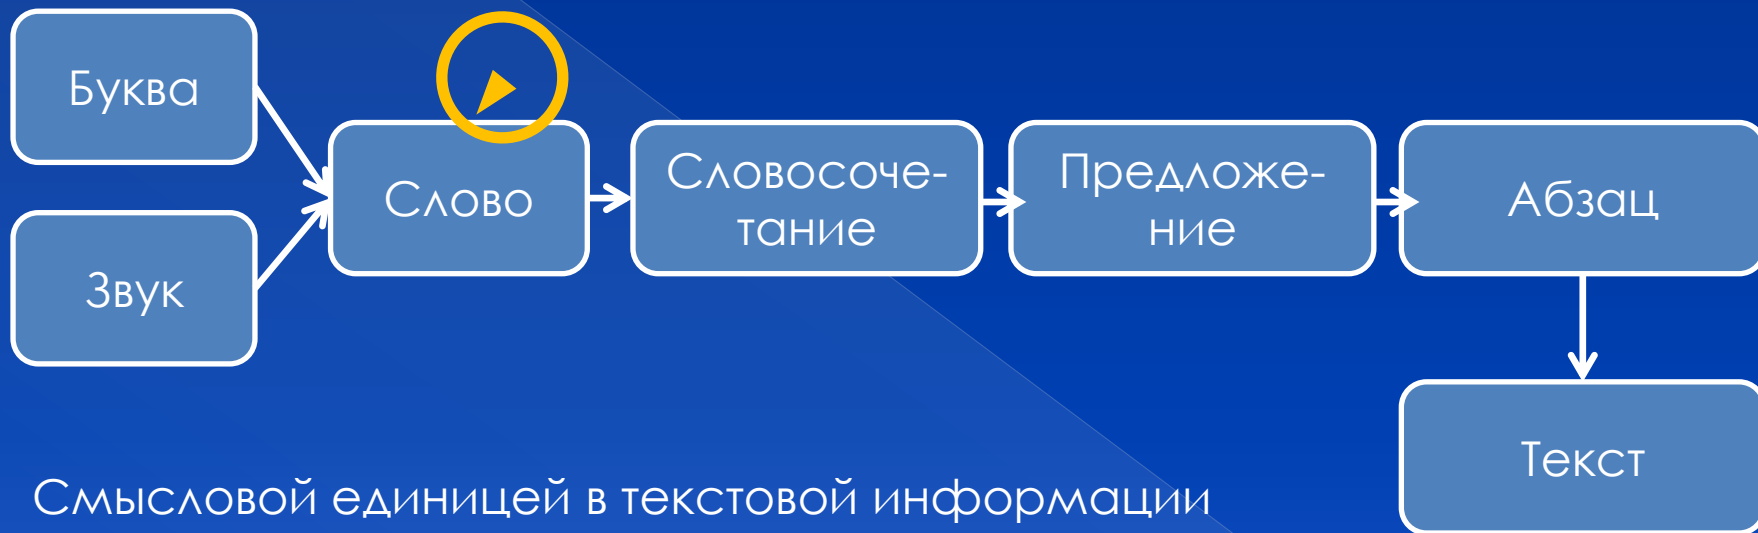 Буква
Звук
Слово
Словосоче-
тание
Предложе-
ние
Абзац
Текст
Смысловой единицей в текстовой информации